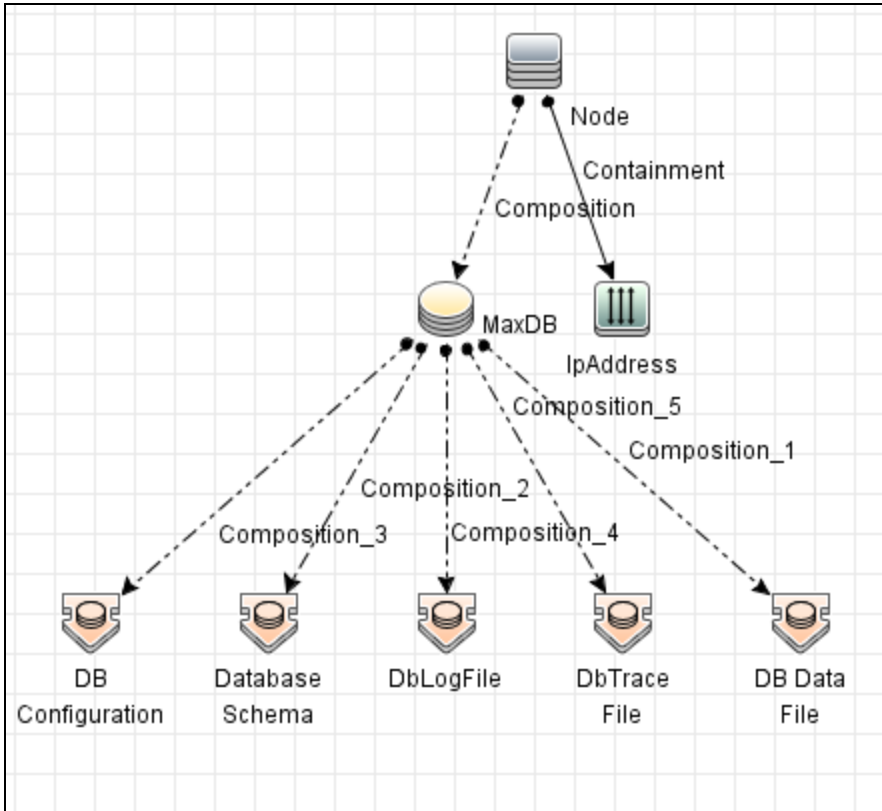 Node
Containment
Composition
MaxDB
IpAddress
Composition_5
Composition_1
Composition_2
Composition_3
Composition_4
DB
Configuration
Database
Schema
DbLogFile
DbTrace
File
DB Data
File